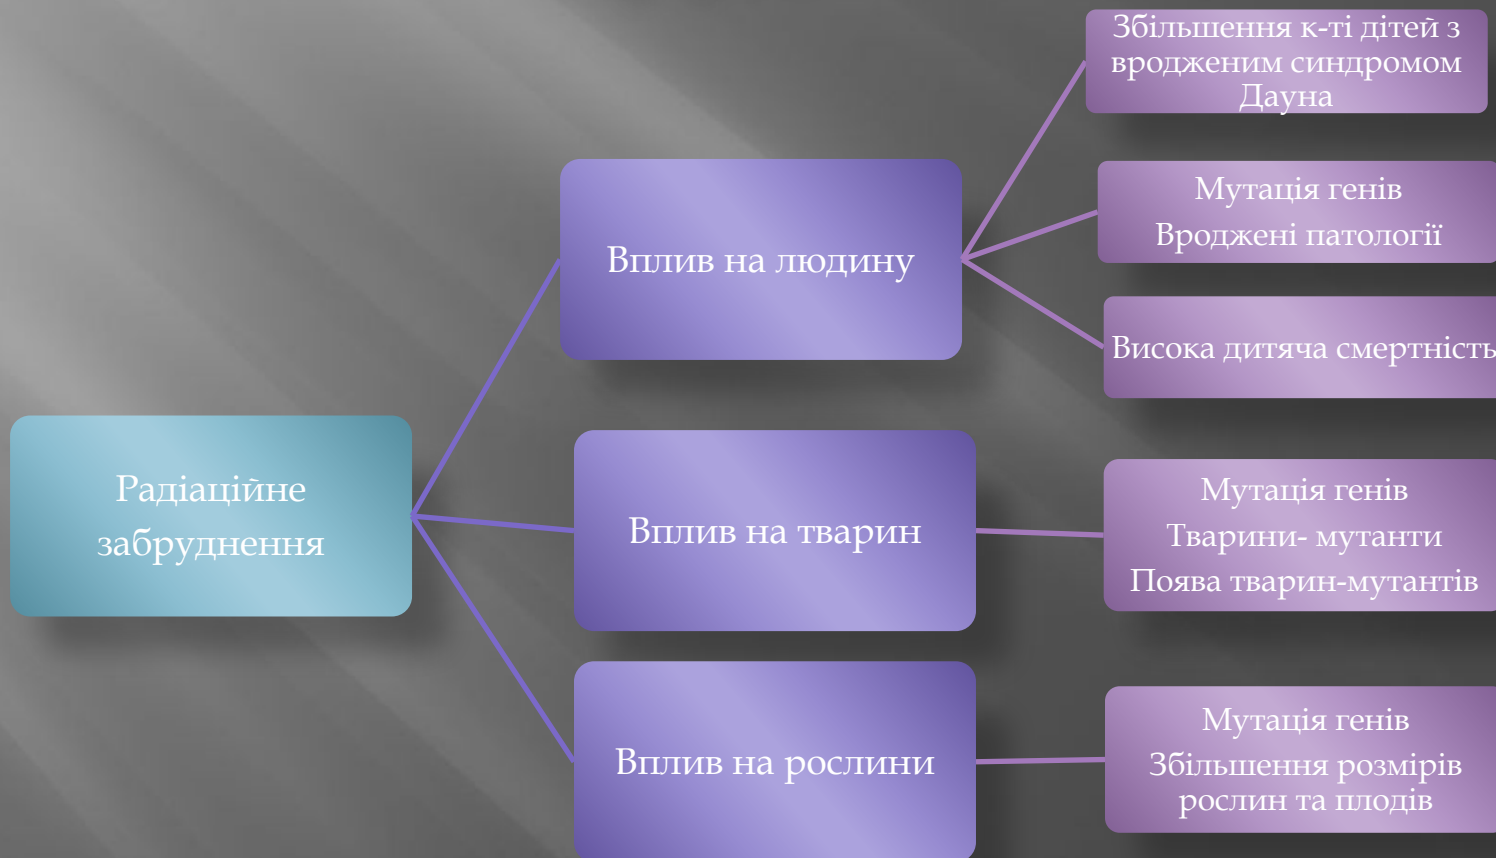 Збільшення к-ті дітей з
вродженим синдромом
Дауна
Мутація генів
Вроджені патології
Вплив на людину
Висока дитяча смертність
Радіаційне
забруднення
Вплив на тварин
Мутація генів
Тварини- мутанти
Поява тварин-мутантів
Вплив на рослини
Мутація генів
Збільшення розмірів
рослин та плодів